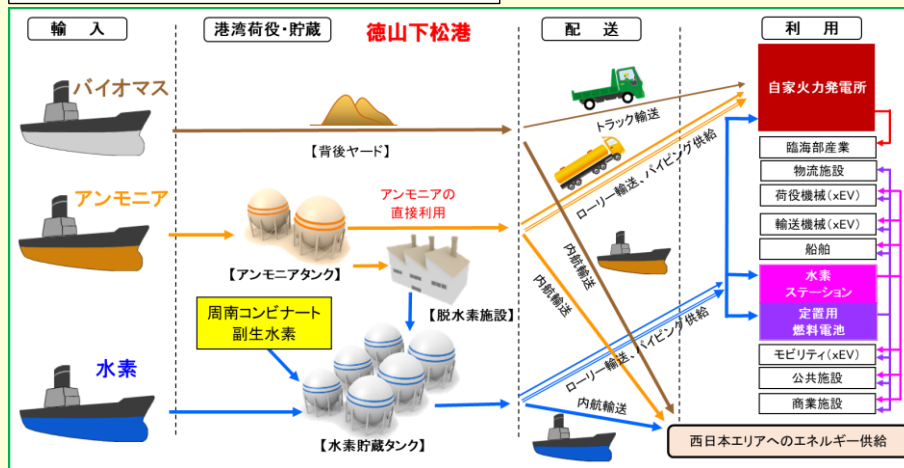 輸 入
港湾荷役・貯蔵
徳山下松港
配 送
利 用
バイオマス
【背後ヤード】
トラック輸送
自家火力発電所
臨海部産業
物流施設
荷役機械(xEV)
輸送機械(xEV)
船舶
水素
ステーション
定置用
燃料電池
モビリティ(xEV)
公共施設
商業施設
アンモニア
アンモニアの
直接利用
【アンモニアタンク】
【脱水素施設】
ローリー輸送、パイピング供給
内航輸送
内航輸送
周南コンビナート
副生水素
水素
【水素貯蔵タンク】
ローリー輸送、パイピング供給
内航輸送
西日本エリアへのエネルギー供給